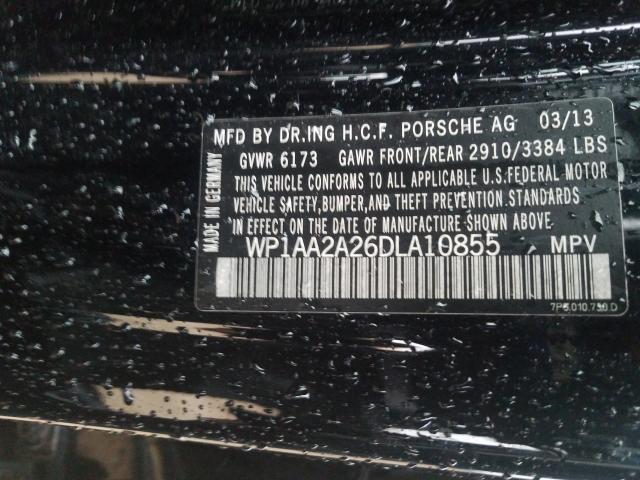 MFD BY DR.ING H.C.F. PORSCHE AG 03/13
GVWR 6173 GAWR FRONT/REAR 2910/3384 LBS
THIS VEHICLE CONFORMS TO ALL APPLICABLE U.S.FEDERAL MOTOR
VEHICLE SAFETY,BUMPER,AND THEFT PREVENTION STANDARDS
IN EFFECT ON THE DATE OF MANUFACTURE SHOWN ABOVE.
WP1AA2A26DLA10855 MPV
7P5.010.730.D
MADE IN GERMANY